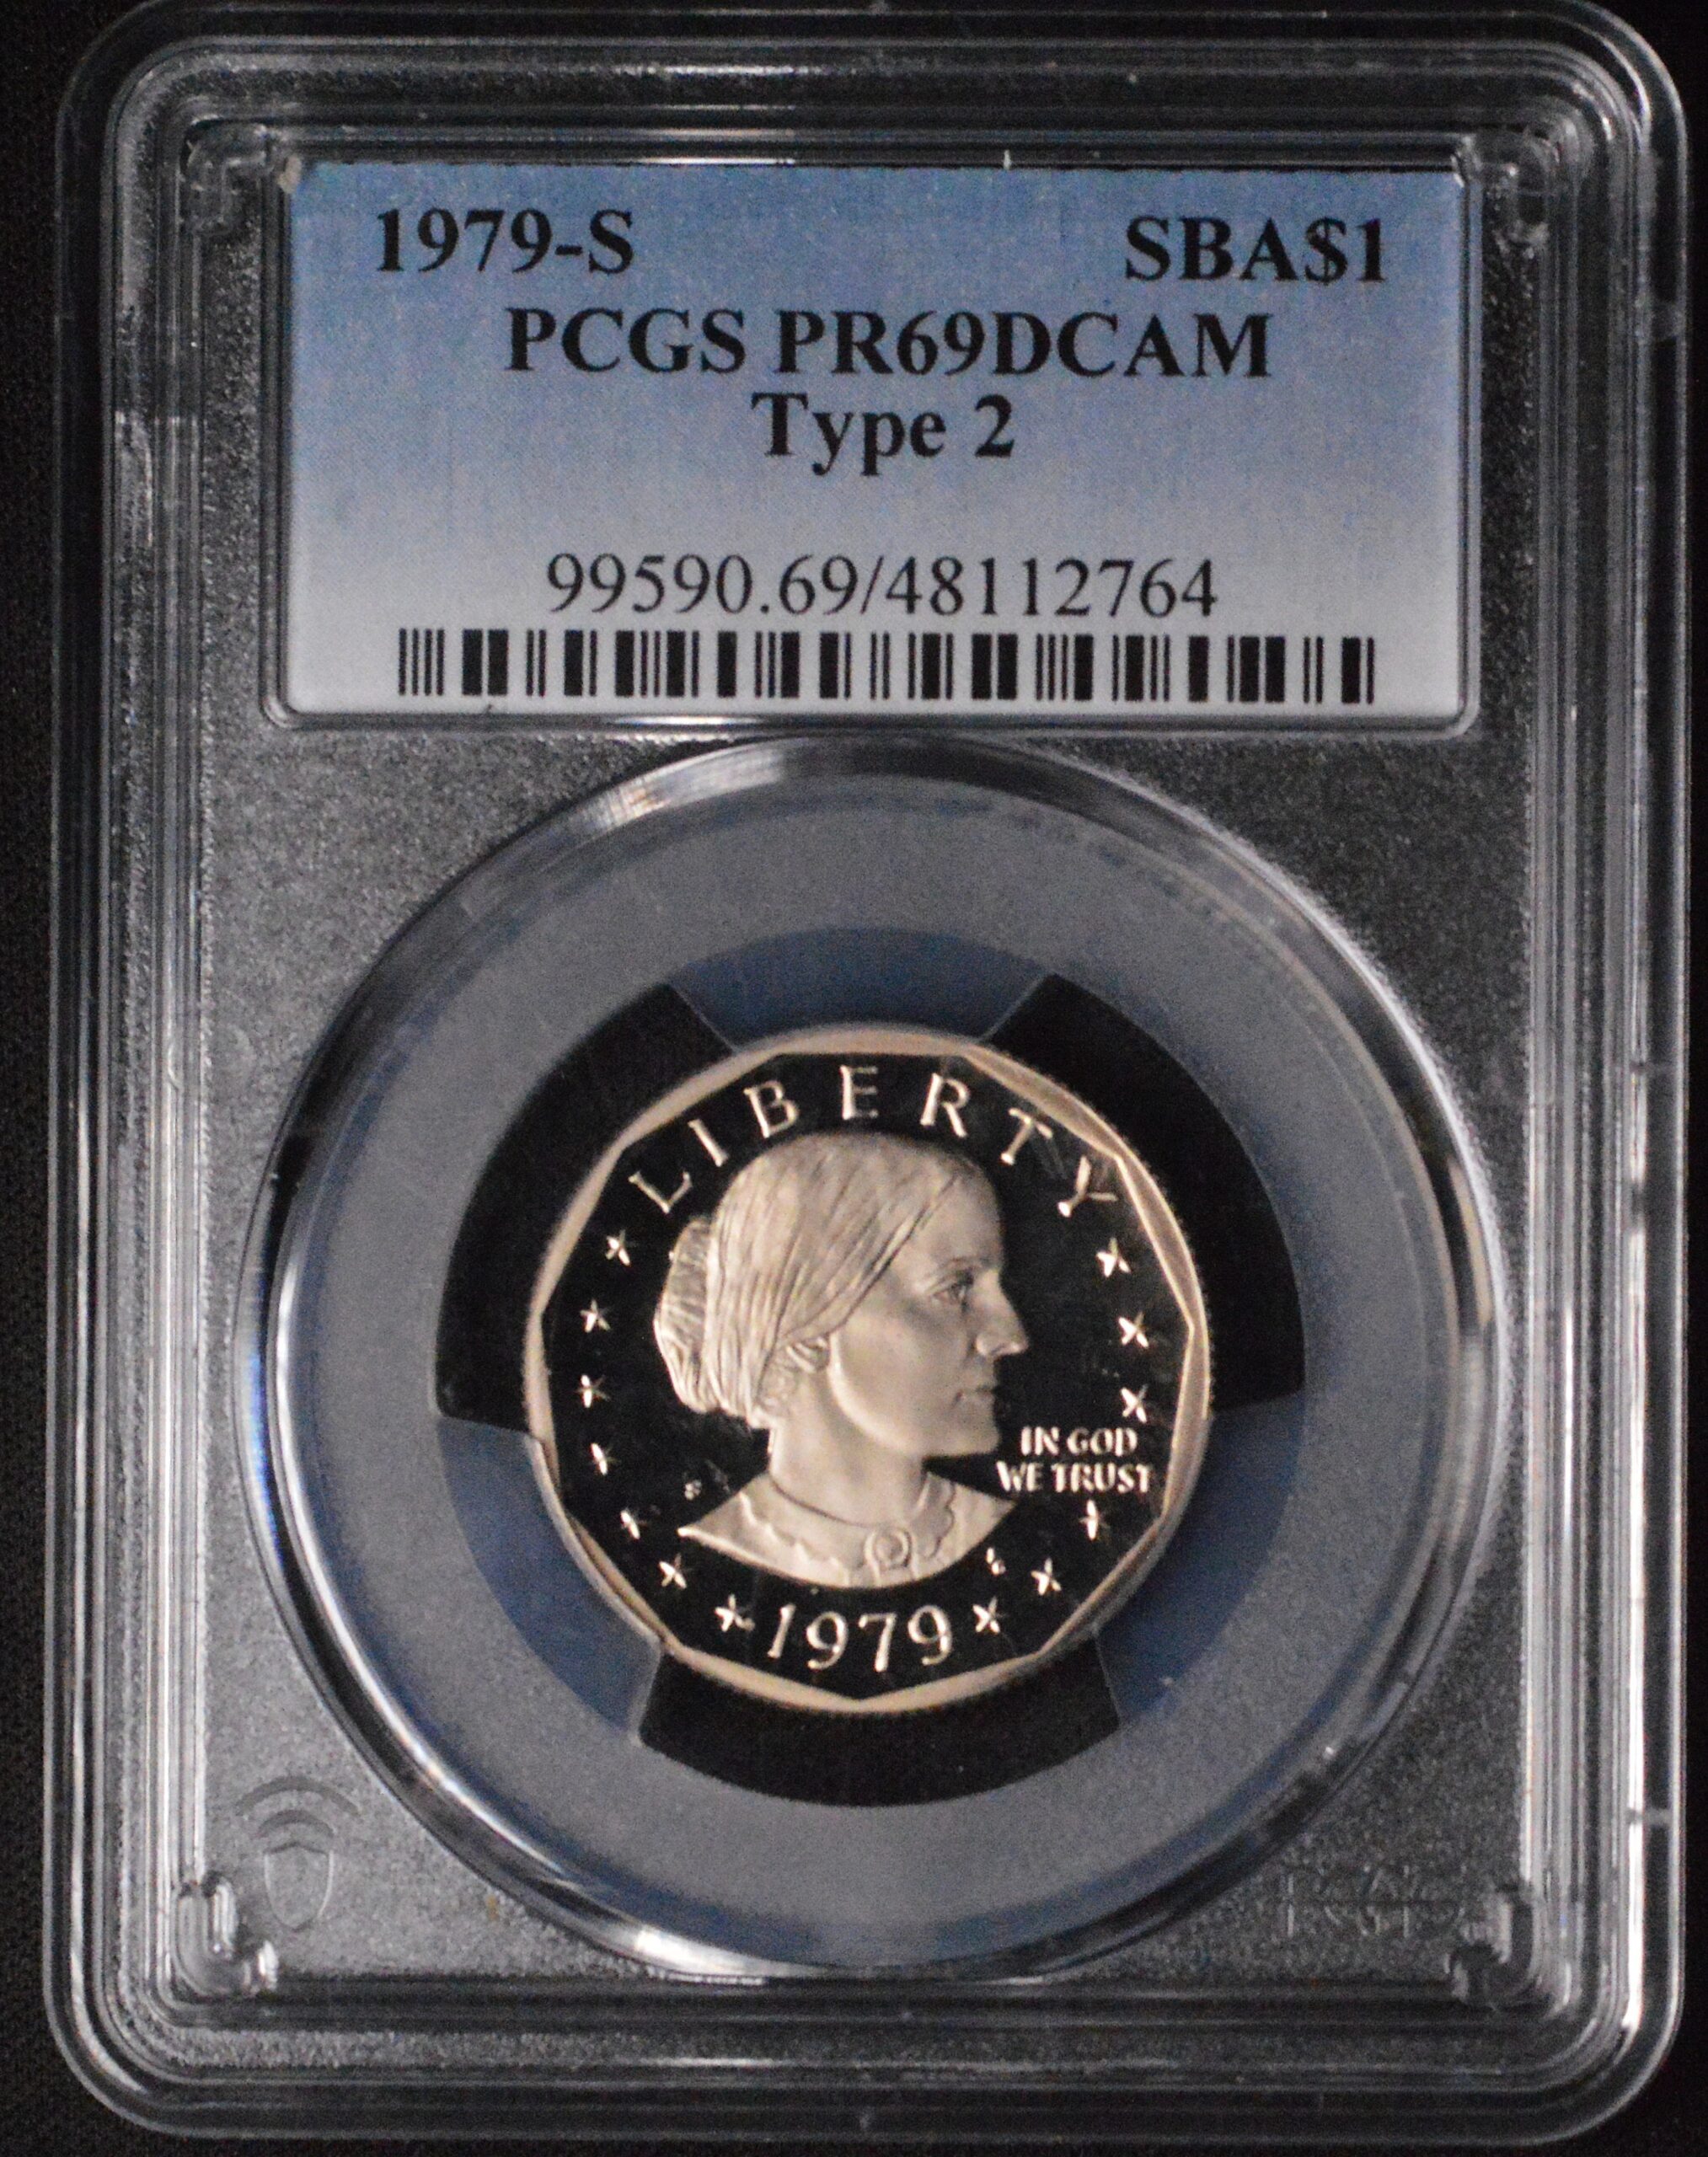 1979-S SBA$1
PCGS PR69DCAM
Type 2
99590.69/48112764
LIBERTY
IN GOD
WE TRUST
S
1979